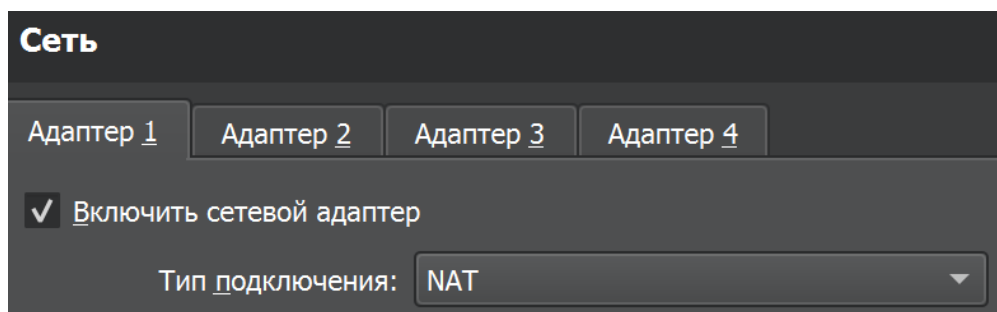 Сеть
Адаптер 1 Адаптер 2 Адаптер 3 Адаптер 4
Включить сетевой адаптер
Тип подключения: NAT